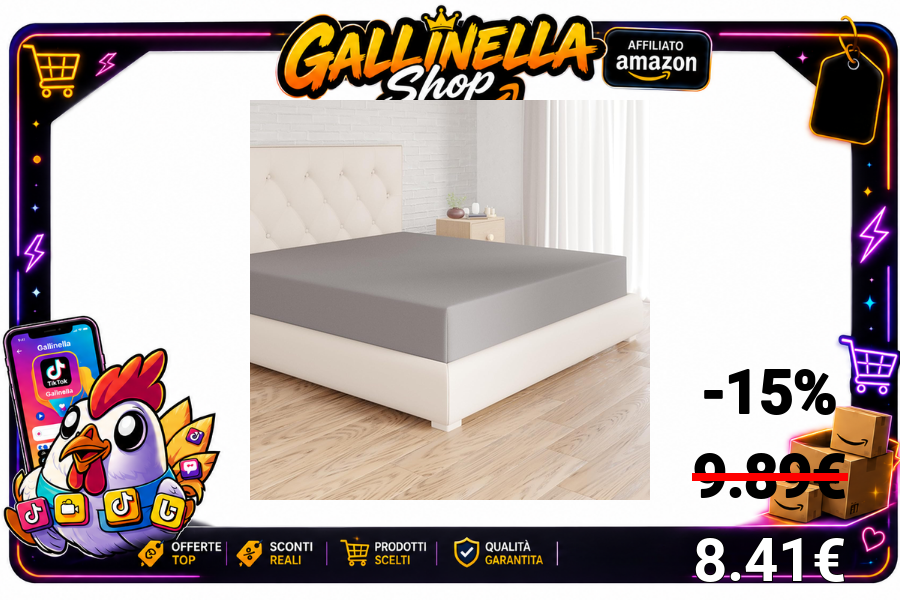 GALLINELLA
Shop
AFFILIATO
amazon
Gallinella
TikTok
Gallinella
-15%
9.89€
8.41€
OFFERTE
TOP
SCONTI
REALI
PRODOTTI
SCELTI
QUALITÀ
GARANTITA